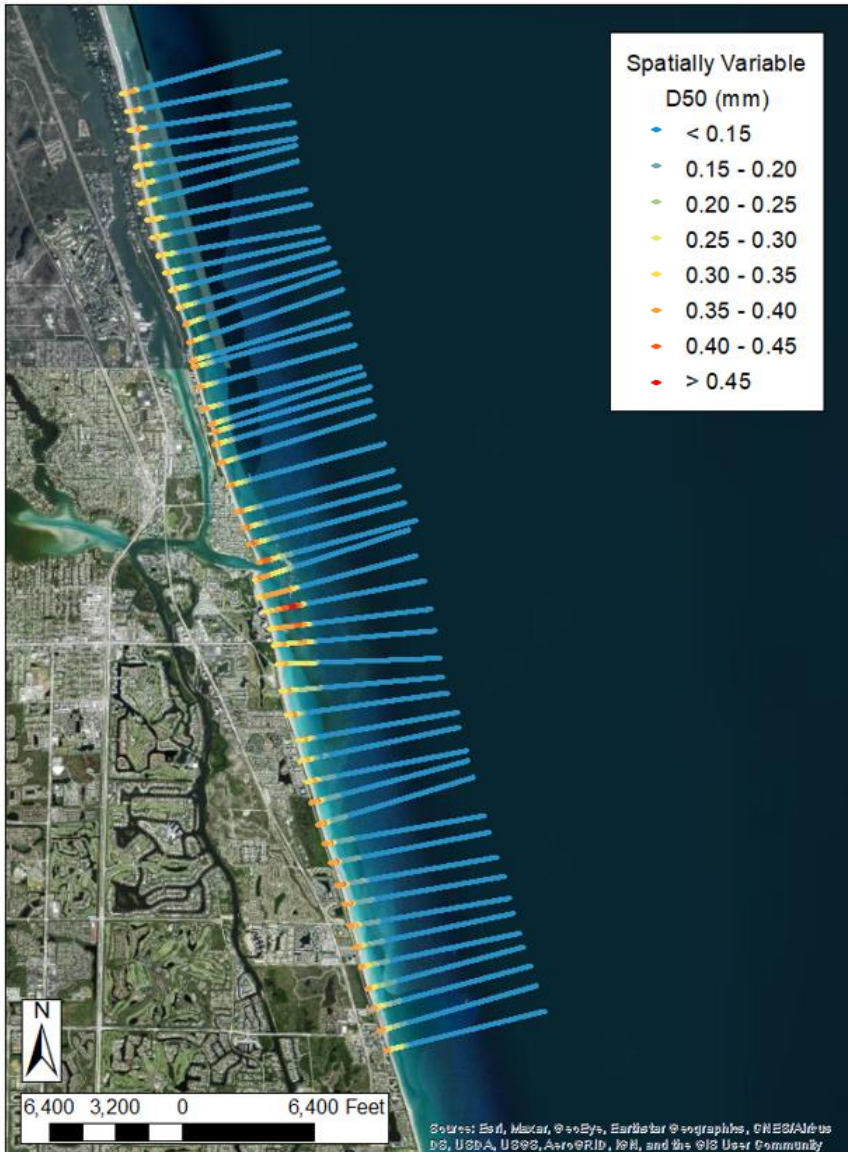 Spatially Variable
D50 (mm)
< 0.15
0.15 - 0.20
0.20 - 0.25
0.25 - 0.30
0.30 - 0.35
0.35 - 0.40
0.40 - 0.45
> 0.45
N
6,400 3,200 0 6,400 Feet
Source: Esri, Maxar, GeoEye, Earthstar Geographics, CNES/Airbus
DS, USDA, USGS, AeroGRID, IGN, and the GIS User Community